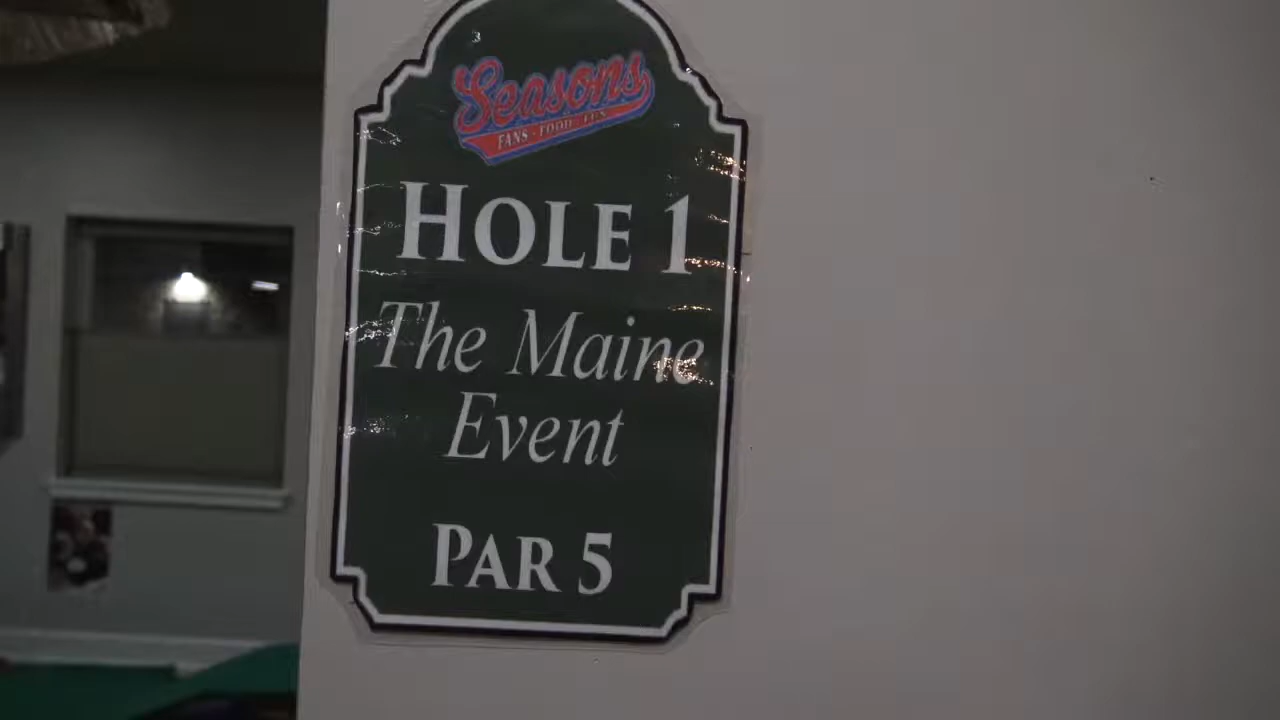 Seasons
FANS · FOOD · FUN
HOLE 1
The Maine
Event
PAR 5